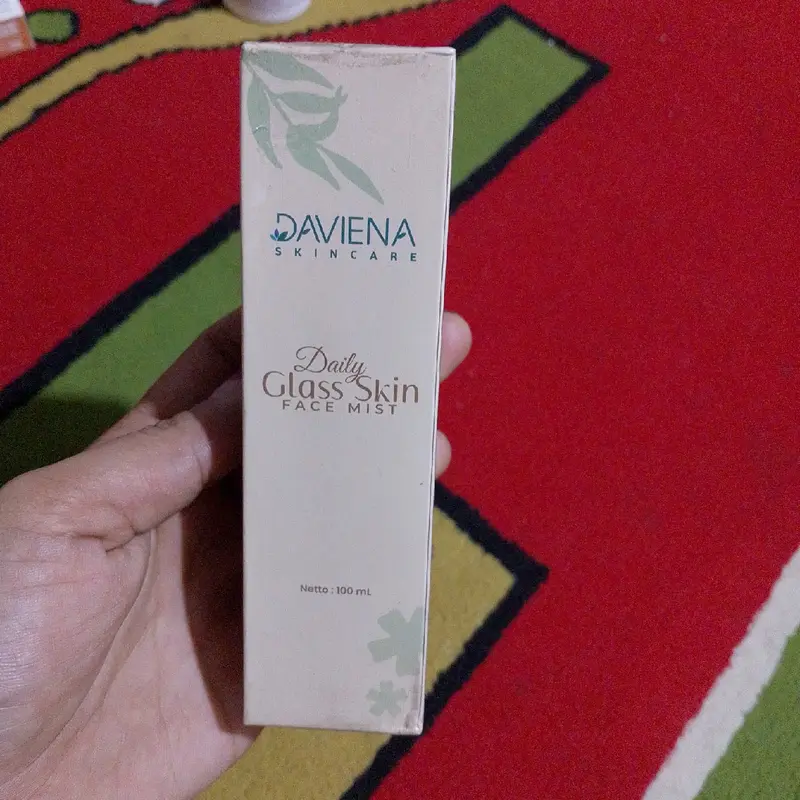 DAVIENA
SKINCARE
Daily
Glass Skin
FACE MIST
Netto : 100 mL